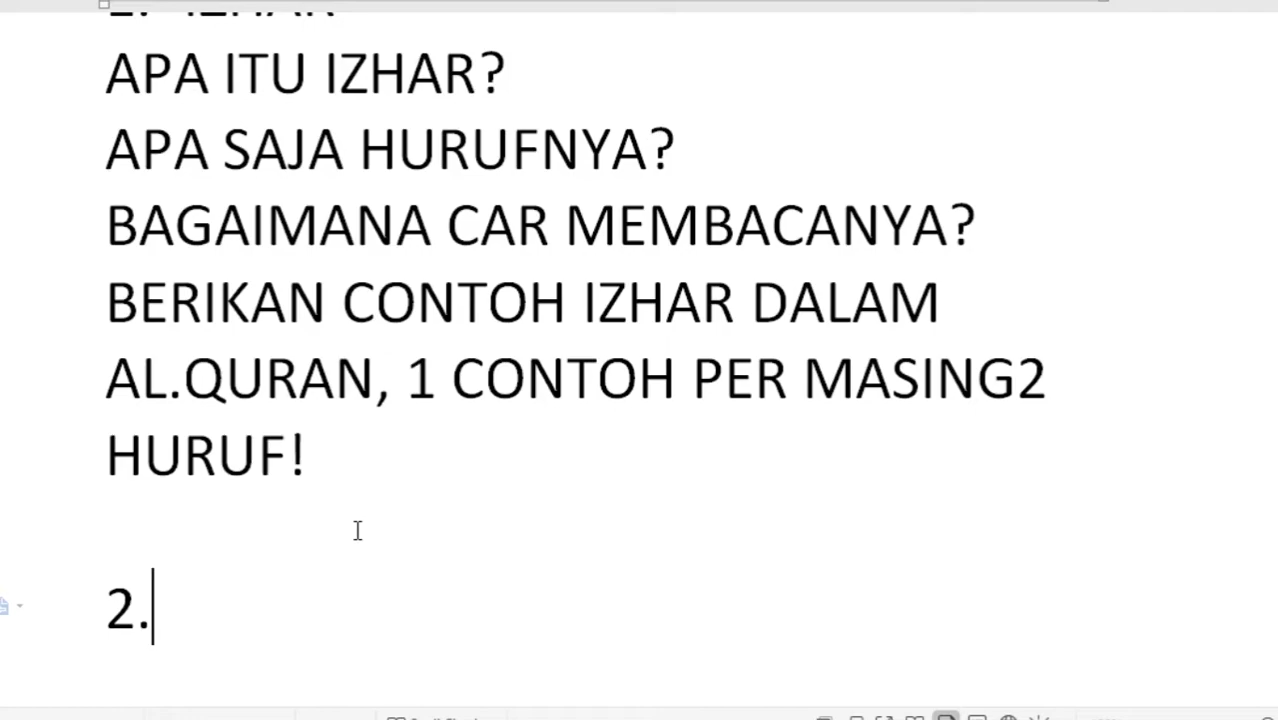 APA ITU IZHAR?
APA SAJA HURUFNYA?
BAGAIMANA CAR MEMBACANYA?
BERIKAN CONTOH IZHAR DALAM
AL.QURAN, 1 CONTOH PER MASING2
HURUF!
2.